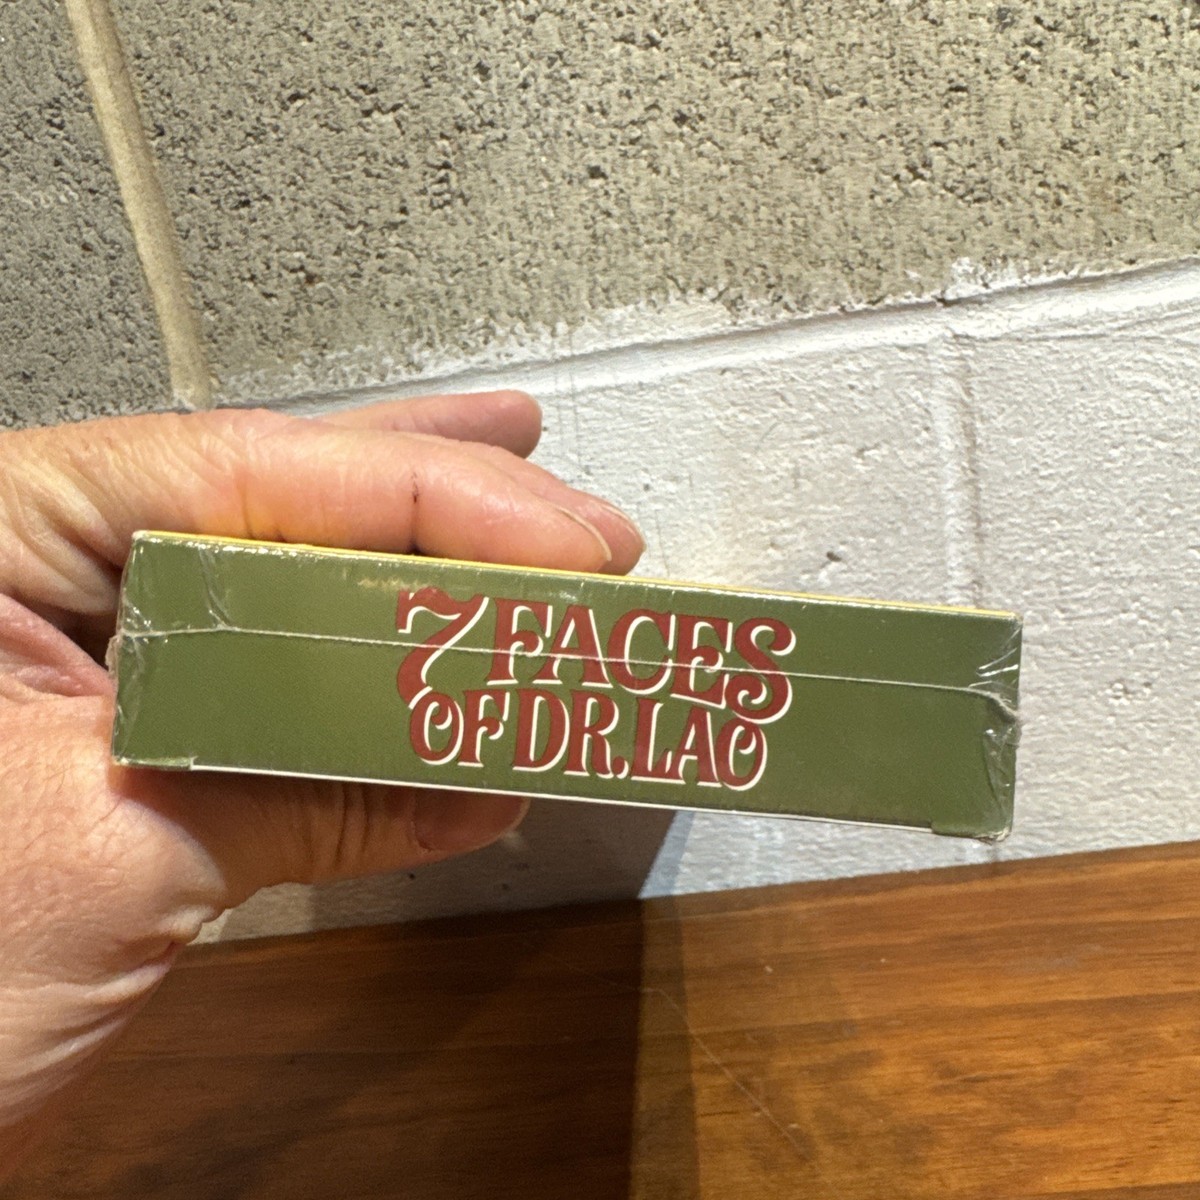 7 FACES
OF DR. LAO